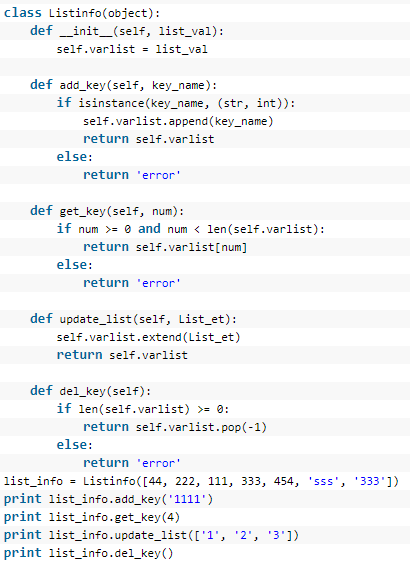 class Listinfo(object):
    def __init__(self, list_val):
        self.varlist = list_val

    def add_key(self, key_name):
        if isinstance(key_name, (str, int)):
            self.varlist.append(key_name)
            return self.varlist
        else:
            return 'error'

    def get_key(self, num):
        if num >= 0 and num < len(self.varlist):
            return self.varlist[num]
        else:
            return 'error'

    def update_list(self, List_et):
        self.varlist.extend(List_et)
        return self.varlist

    def del_key(self):
        if len(self.varlist) >= 0:
            return self.varlist.pop(-1)
        else:
            return 'error'
list_info = Listinfo([44, 222, 111, 333, 454, 'sss', '333'])
print list_info.add_key('1111')
print list_info.get_key(4)
print list_info.update_list(['1', '2', '3'])
print list_info.del_key()